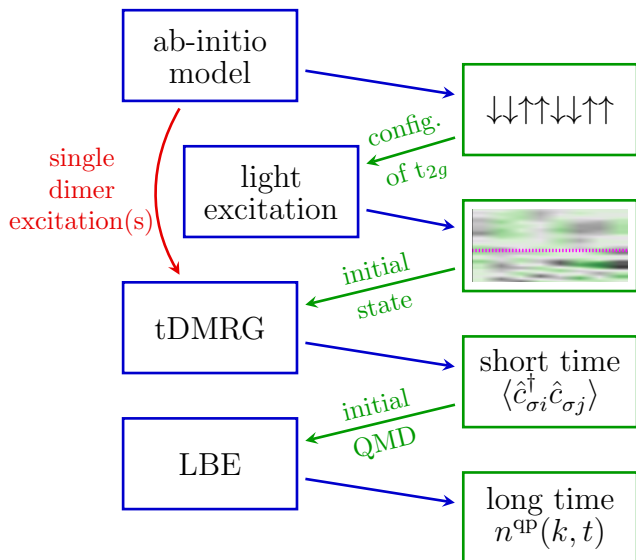 ab-initio
model
↓↓↑↑↓↓↑↑
config.
of t₂g
single
dimer
excitation(s)
light
excitation
initial
state
tDMRG
short time
⟨ĉ†σi ĉσj⟩
initial
QMD
LBE
long time
n^qp(k, t)